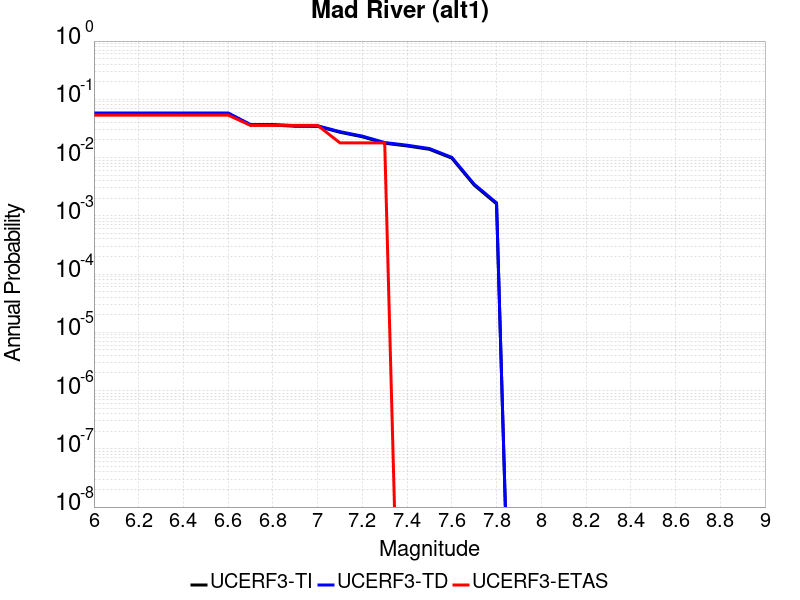 Mad River (alt1)
Annual Probability
10^0
10^-1
10^-2
10^-3
10^-4
10^-5
10^-6
10^-7
10^-8
6 6.2 6.4 6.6 6.8 7 7.2 7.4 7.6 7.8 8 8.2 8.4 8.6 8.8 9
Magnitude
UCERF3-TI UCERF3-TD UCERF3-ETAS